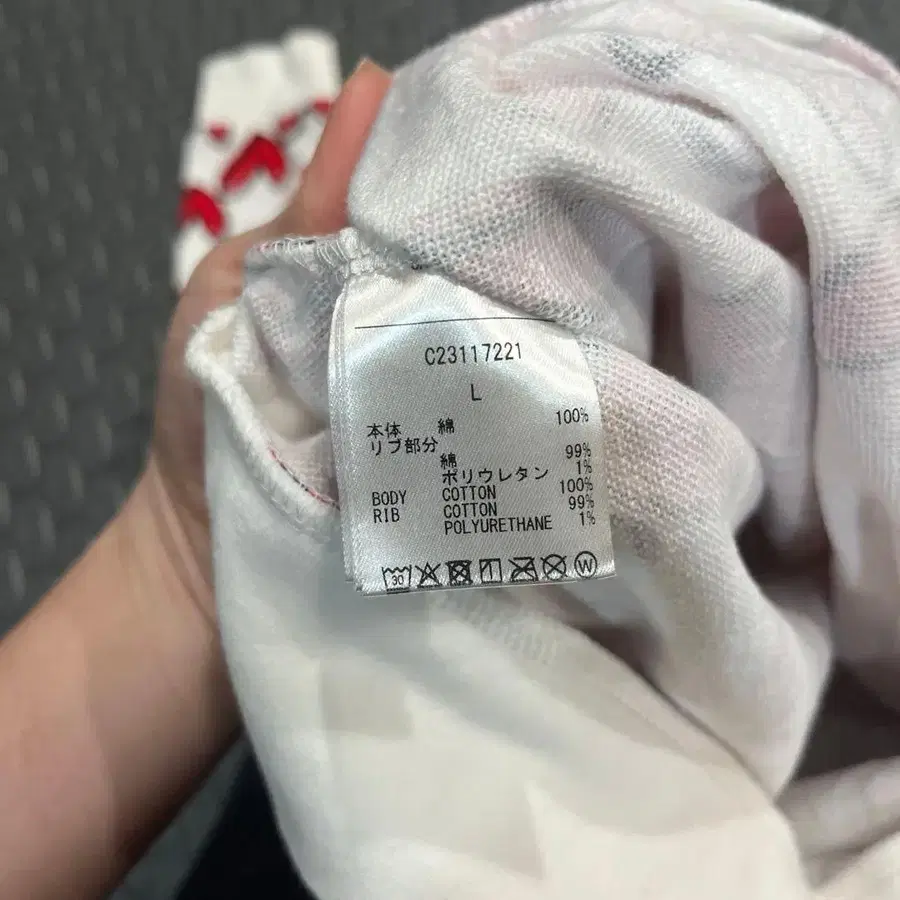 C23117221
L
本体 綿 100%
リブ部分
綿 99%
ポリウレタン 1%
BODY COTTON 100%
RIB COTTON 99%
POLYURETHANE 1%
30
W